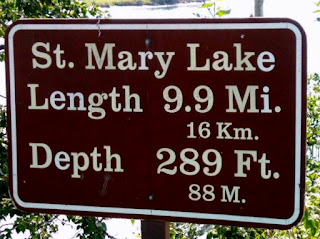 St. Mary Lake
Length 9.9 Mi.
16 Km.
Depth 289 Ft.
88 M.